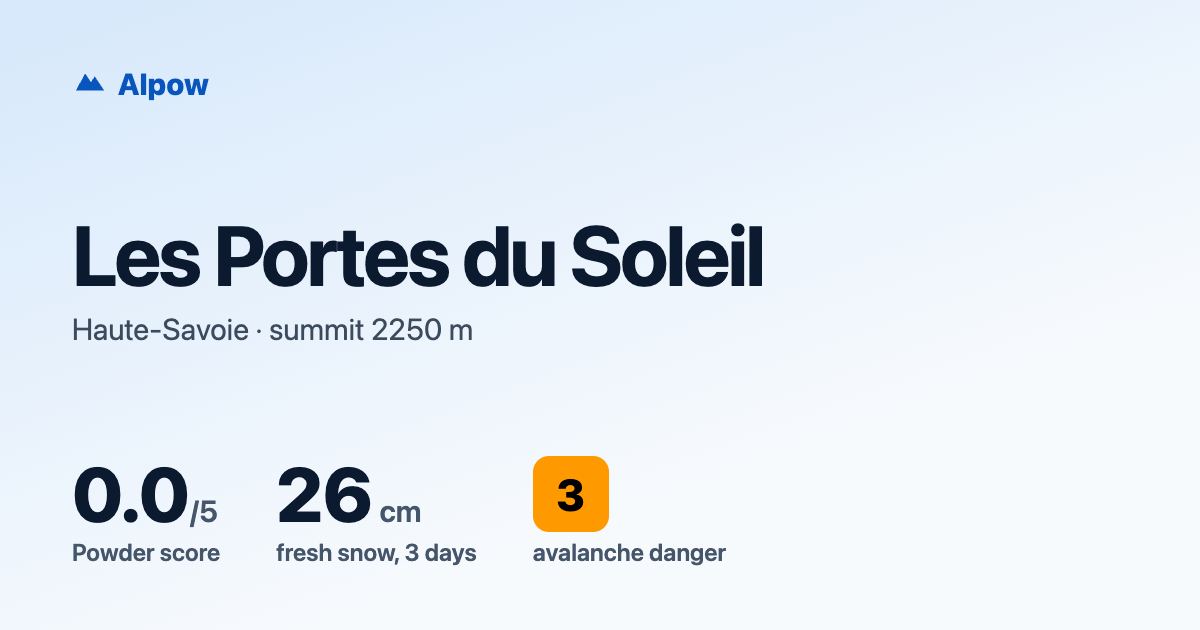 Alpow
Les Portes du Soleil
Haute-Savoie · summit 2250 m
0.0/5 26 cm 3
Powder score fresh snow, 3 days avalanche danger